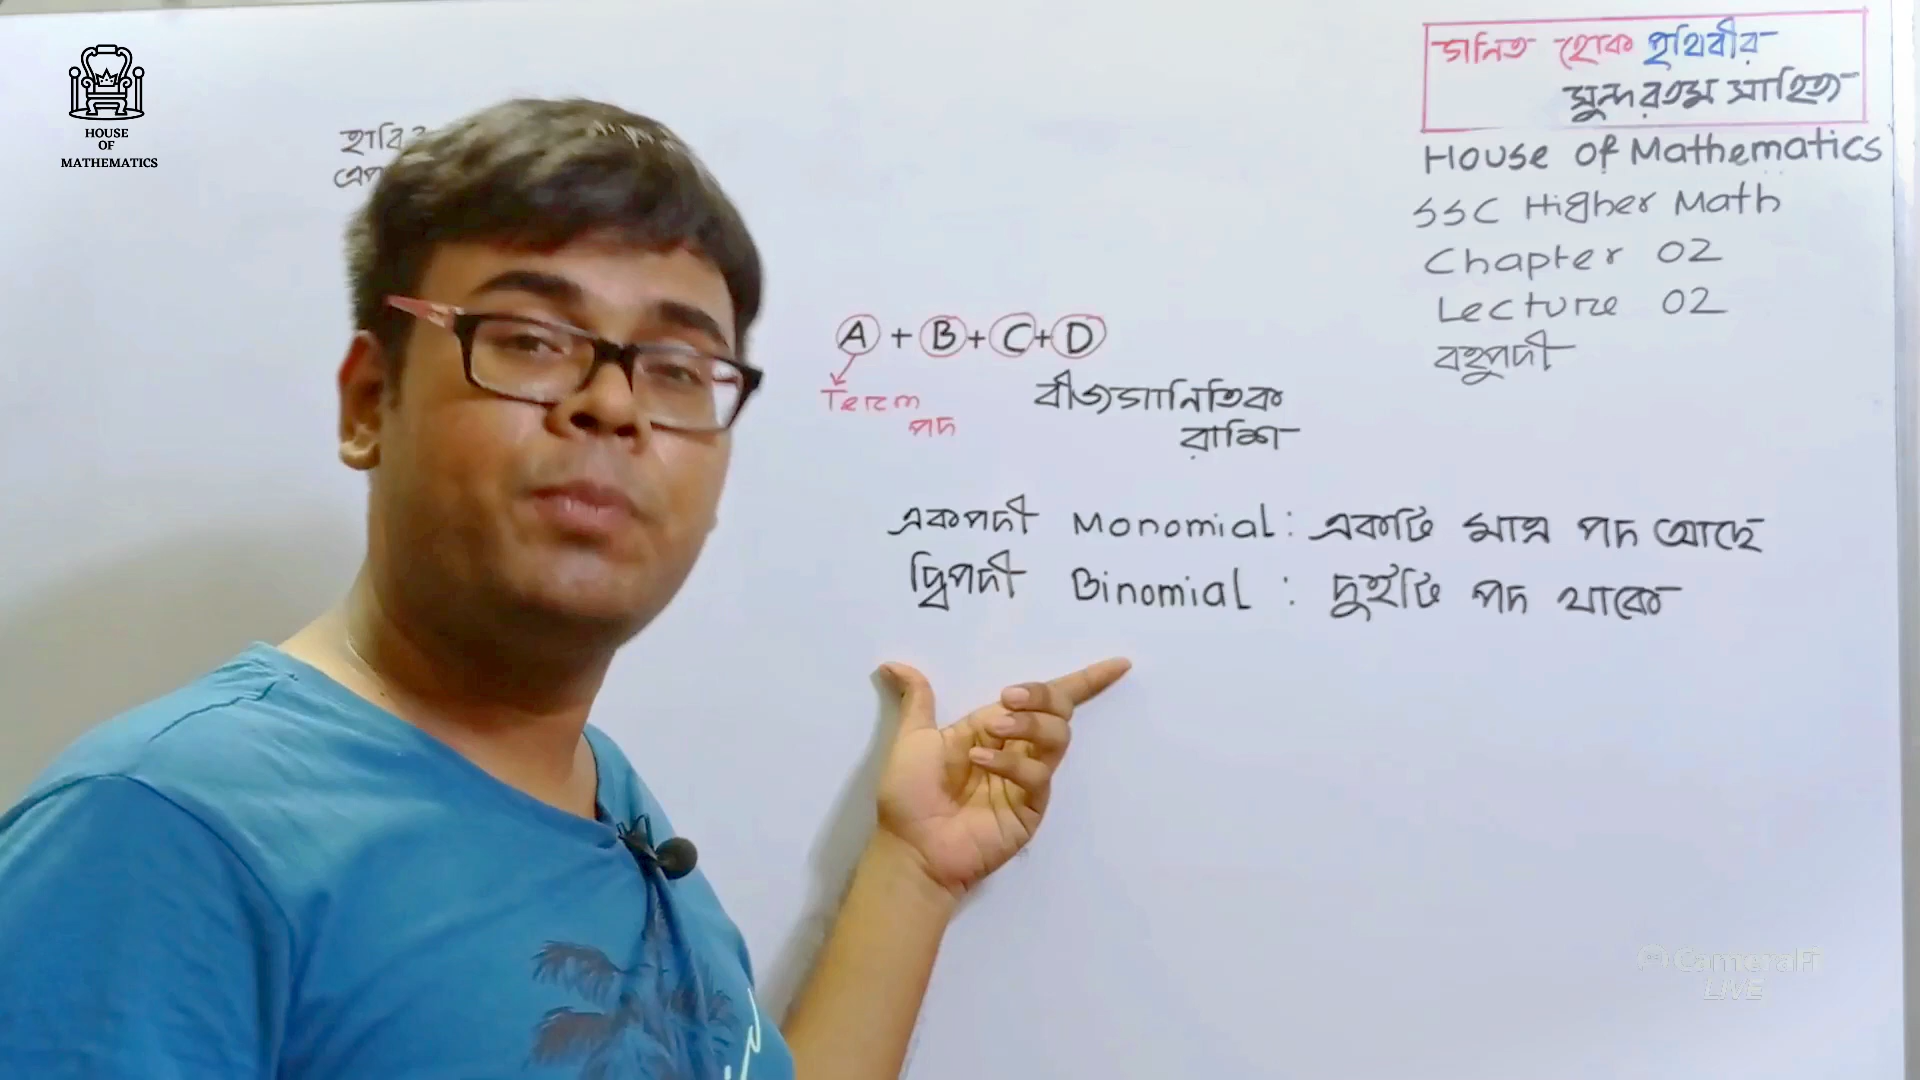 HOUSE
OF
MATHEMATICS
গনিত হোক পৃথিবীর
সুন্দরতম সাহিত্য
House of Mathematics
SSC Higher Math
Chapter 02
Lecture 02
বহুপদী
A + B + C + D
Term
পদ
বীজগানিতিক
রাশি
একপদী Monomial : একটি মাত্র পদ আছে
দ্বিপদী Binomial : দুইটি পদ থাকে
CameraFi
LIVE